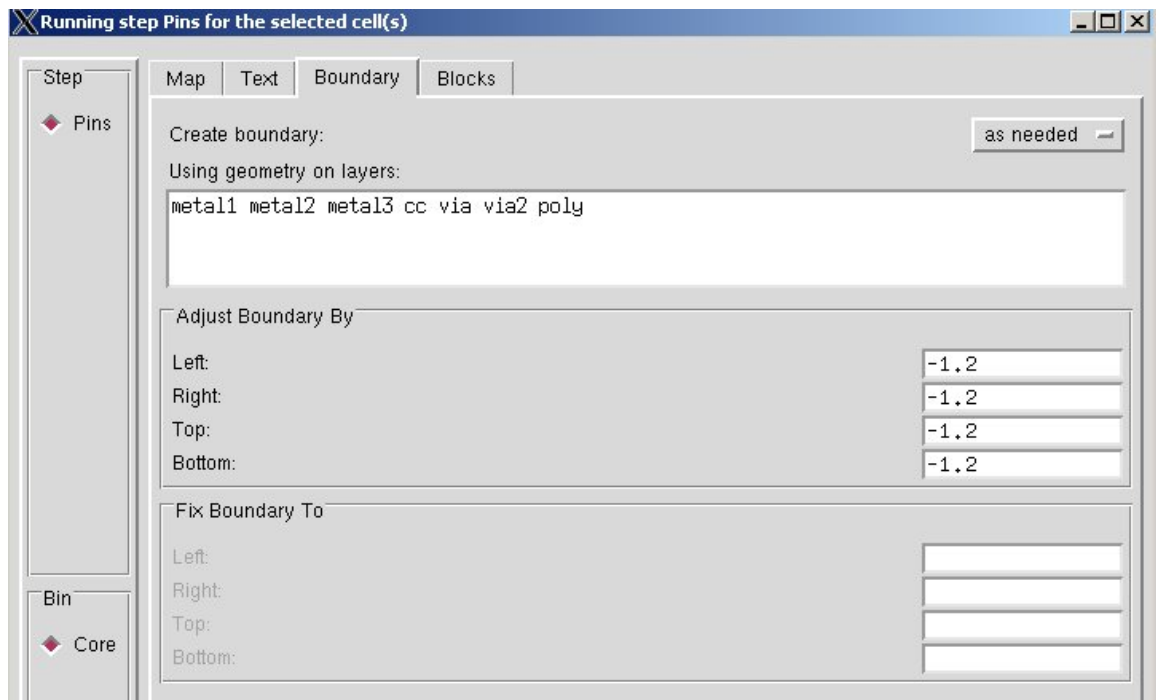 Running step Pins for the selected cell(s)
Step
Pins
Map Text Boundary Blocks
Create boundary: as needed
Using geometry on layers:
metal1 metal2 metal3 cc via via2 poly
Adjust Boundary By
Left: -1.2
Right: -1.2
Top: -1.2
Bottom: -1.2
Fix Boundary To
Left:
Right:
Top:
Bottom:
Bin
Core